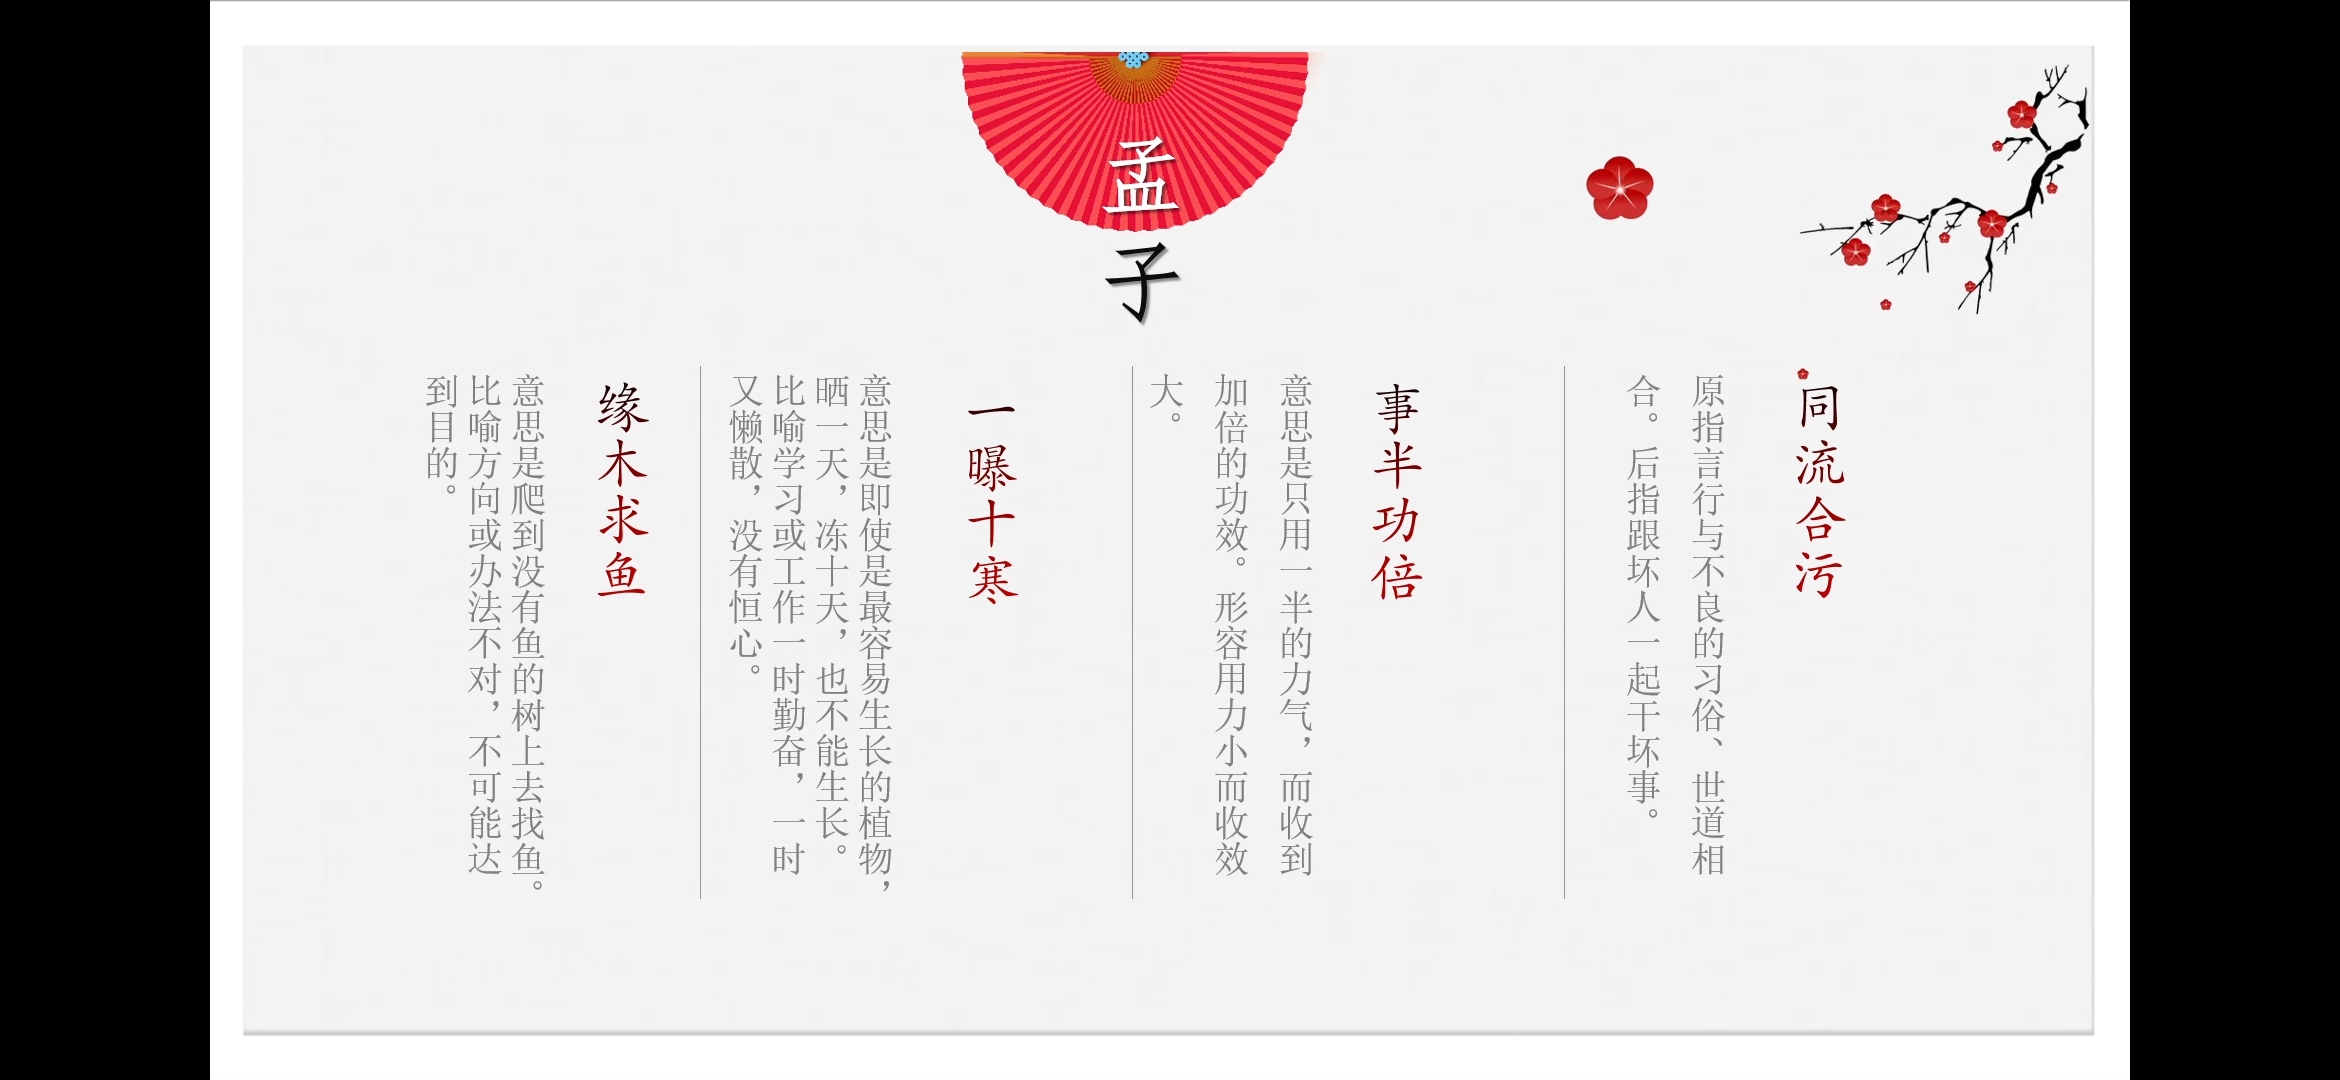 孟子
同流合污
原指言行与不良的习俗、世道相
合。后指跟坏人一起干坏事。
事半功倍
意思是只用一半的力气，而收到
加倍的功效。形容用力小而收效
大。
一曝十寒
意思是即使是最容易生长的植物，
晒一天，冻十天，也不能生长。
比喻学习或工作一时勤奋，一时
又懒散，没有恒心。
缘木求鱼
意思是爬到没有鱼的树上去找鱼。
比喻方向或办法不对，不可能达
到目的。